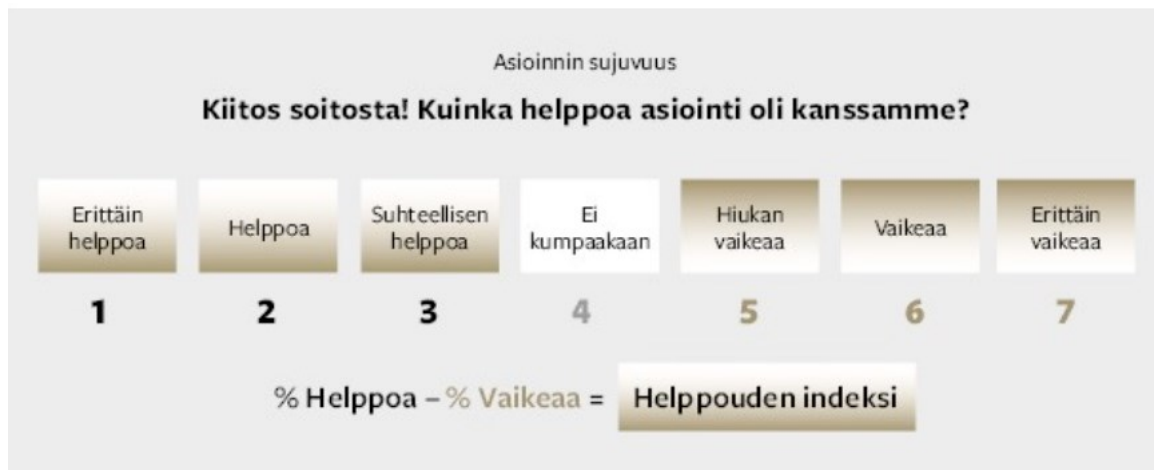 Asioinnin sujuvuus
Kiitos soitosta! Kuinka helppoa asiointi oli kanssamme?
Erittäin
helppoa
Helppoa
Suhteellisen
helppoa
Ei
kumpaakaan
Hiukan
vaikeaa
Vaikeaa
Erittäin
vaikeaa
1 2 3 4 5 6 7
% Helppoa – % Vaikeaa = Helppouden indeksi